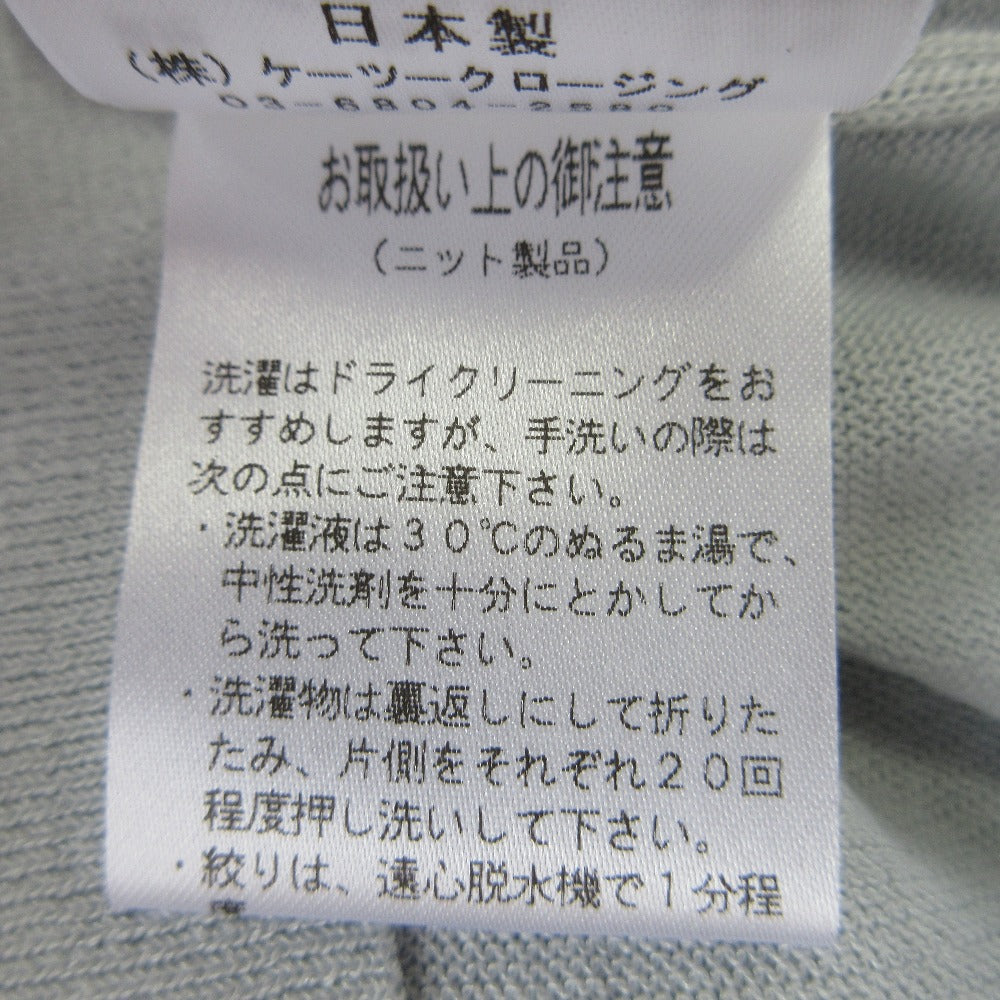 日本製
（株）ケーツークロージング
お取扱い上の御注意
（ニット製品）
洗濯はドライクリーニングをお
すすめしますが、手洗いの際は
次の点にご注意下さい。
・洗濯液は３０℃のぬるま湯で、
中性洗剤を十分にとかしてか
ら洗って下さい。
・洗濯物は裏返しにして折りた
たみ、片側をそれぞれ２０回
程度押し洗いして下さい。
・絞りは、遠心脱水機で１分程